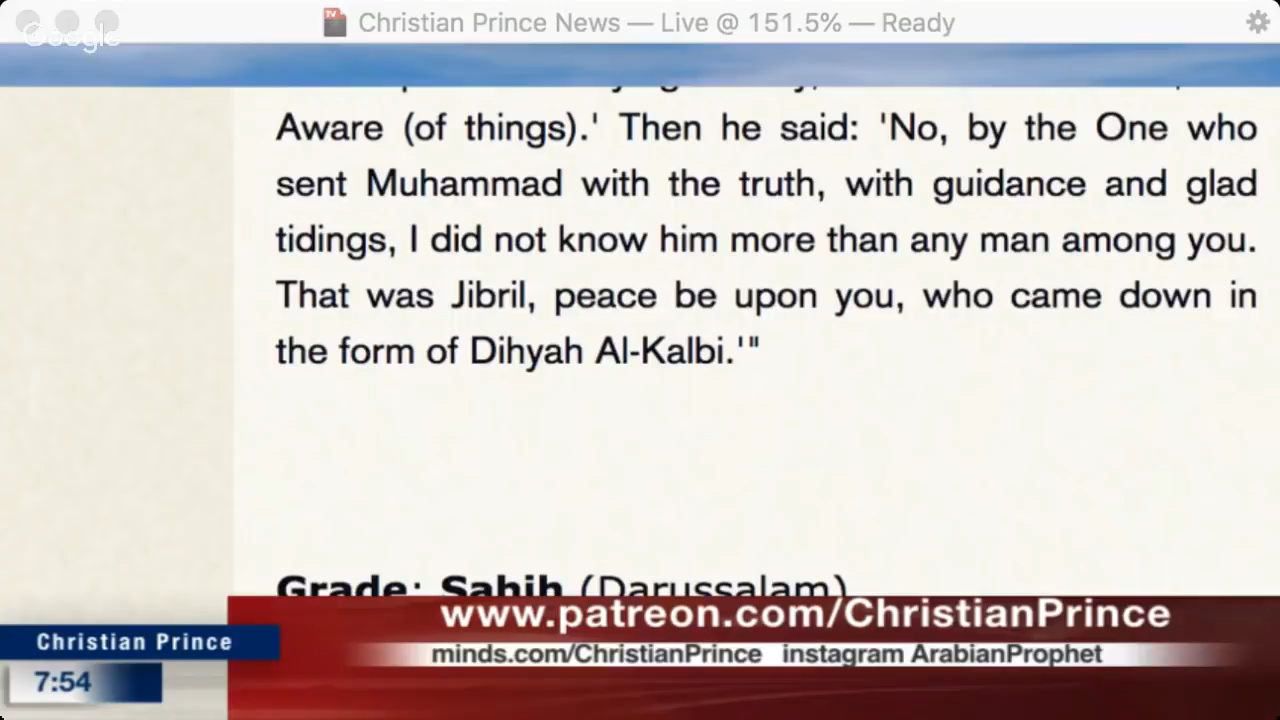 Christian Prince News — Live @ 151.5% — Ready
Google
Aware (of things).' Then he said: 'No, by the One who
sent Muhammad with the truth, with guidance and glad
tidings, I did not know him more than any man among you.
That was Jibril, peace be upon you, who came down in
the form of Dihyah Al-Kalbi.'"
Grade: Sahih (Darussalam)
www.patreon.com/ChristianPrince
Christian Prince
minds.com/ChristianPrince instagram ArabianProphet
7:54